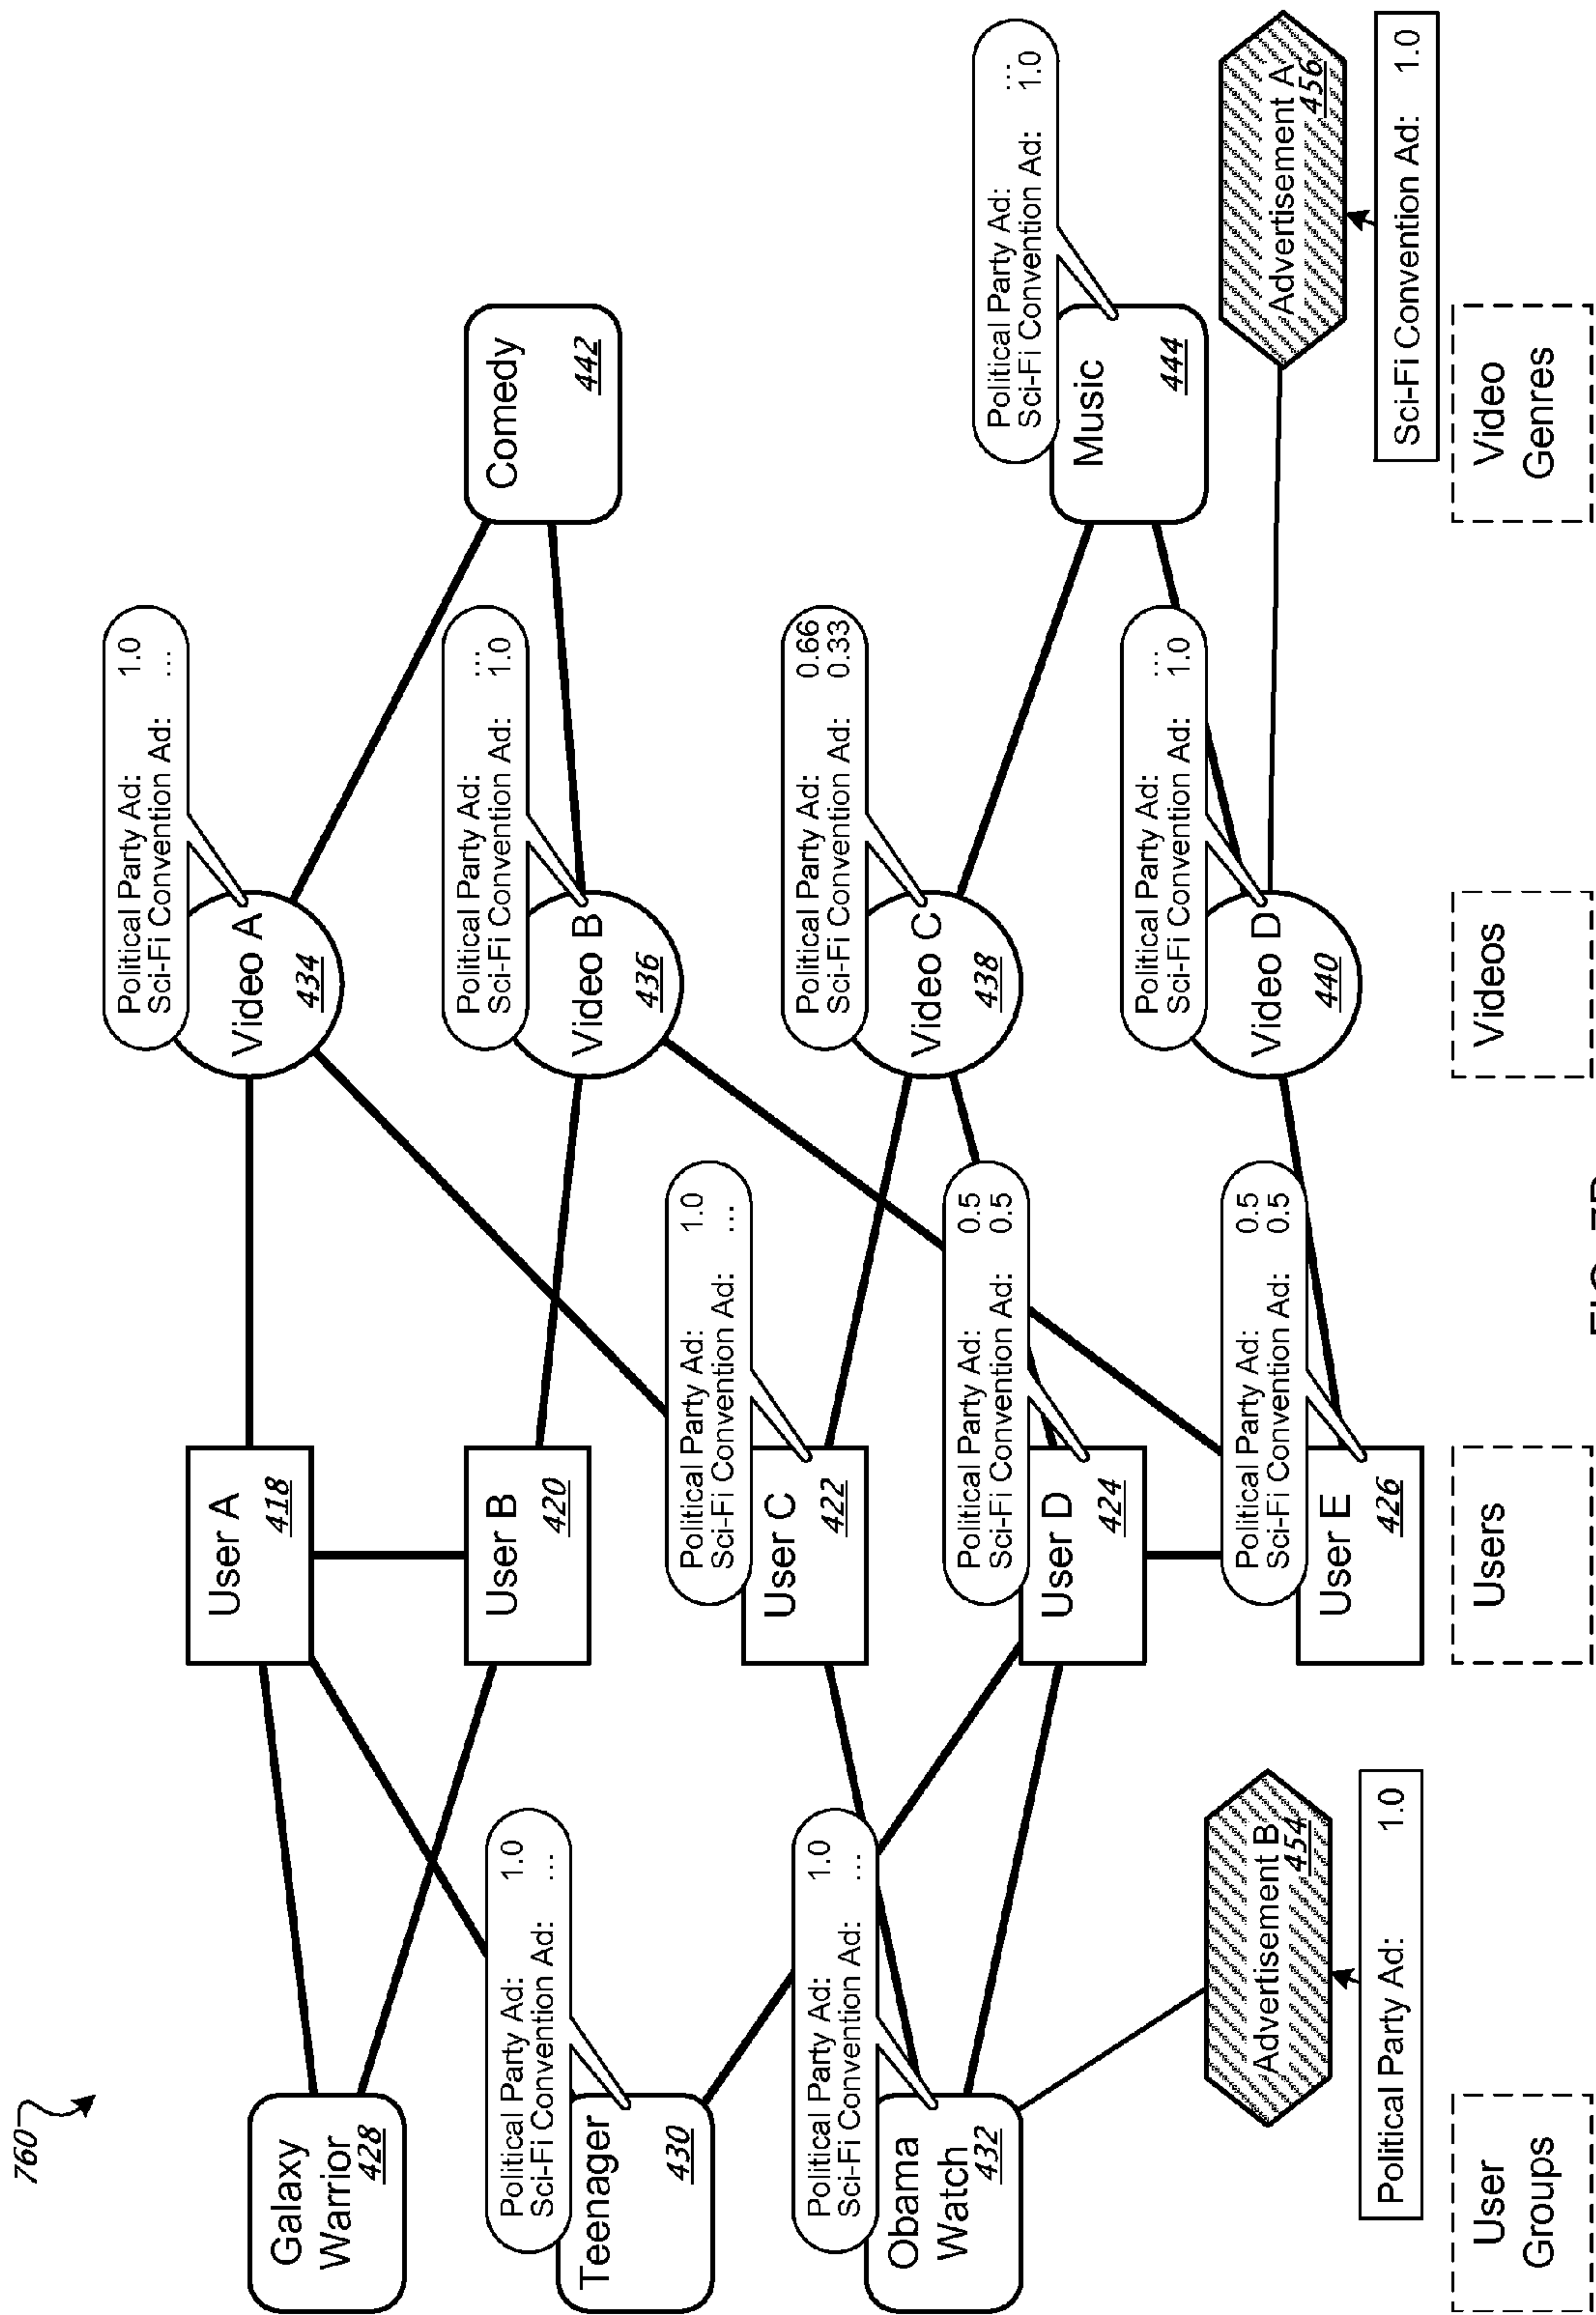 760
Political Party Ad: 1.0
Sci-Fi Convention Ad: ...
Video A
434
User A
418
Galaxy
Warrior
428
Political Party Ad: ...
Sci-Fi Convention Ad: 1.0
Video B
436
Comedy
442
User B
420
Political Party Ad: 1.0
Sci-Fi Convention Ad: ...
Teenager
430
Political Party Ad: 1.0
Sci-Fi Convention Ad: ...
User C
422
Political Party Ad: 0.66
Sci-Fi Convention Ad: 0.33
Video C
438
Political Party Ad: 1.0
Sci-Fi Convention Ad: ...
Obama
Watch
432
Political Party Ad: 0.5
Sci-Fi Convention Ad: 0.5
User D
424
Political Party Ad: ...
Sci-Fi Convention Ad: 1.0
Music
444
Political Party Ad: ...
Sci-Fi Convention Ad: 1.0
Video D
440
Political Party Ad: 0.5
Sci-Fi Convention Ad: 0.5
User E
426
Advertisement B
454
Political Party Ad: 1.0
Advertisement A
456
Sci-Fi Convention Ad: 1.0
User
Groups
Users
Videos
Video
Genres